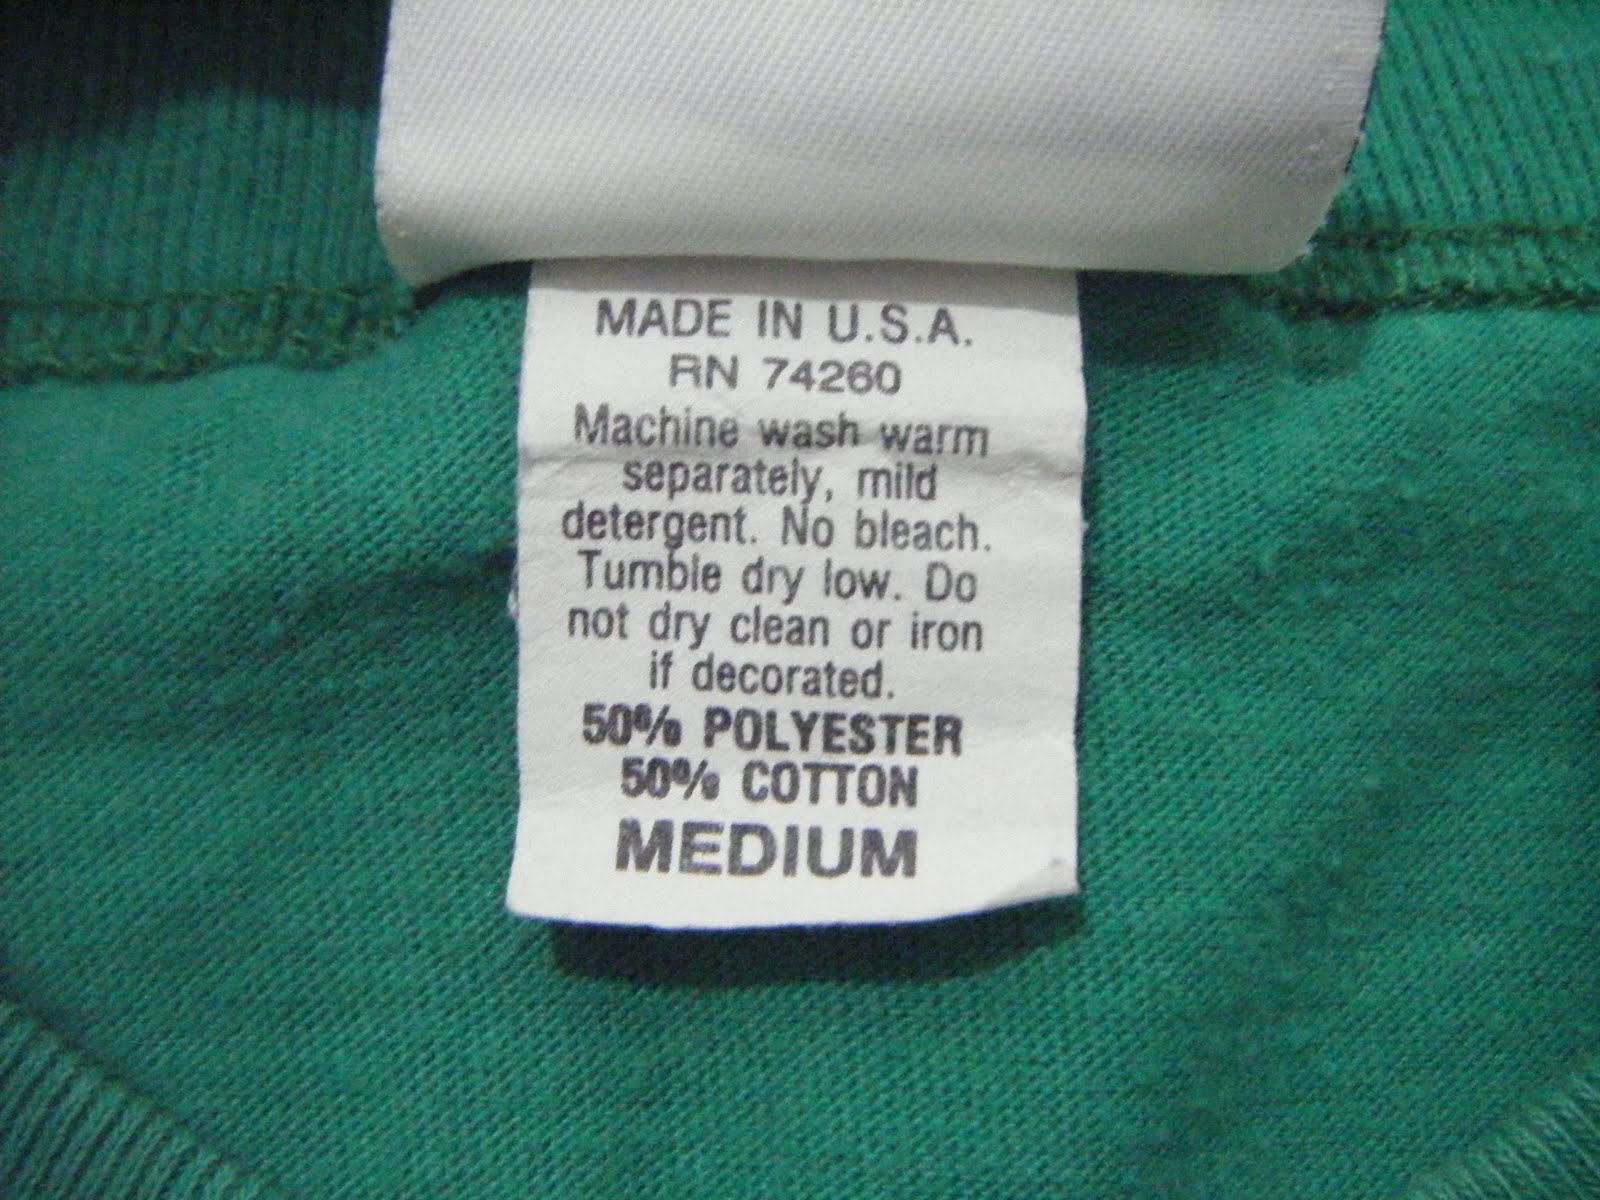 MADE IN U.S.A.
RN 74260
Machine wash warm
separately, mild
detergent. No bleach.
Tumble dry low. Do
not dry clean or iron
if decorated.
50% POLYESTER
50% COTTON
MEDIUM